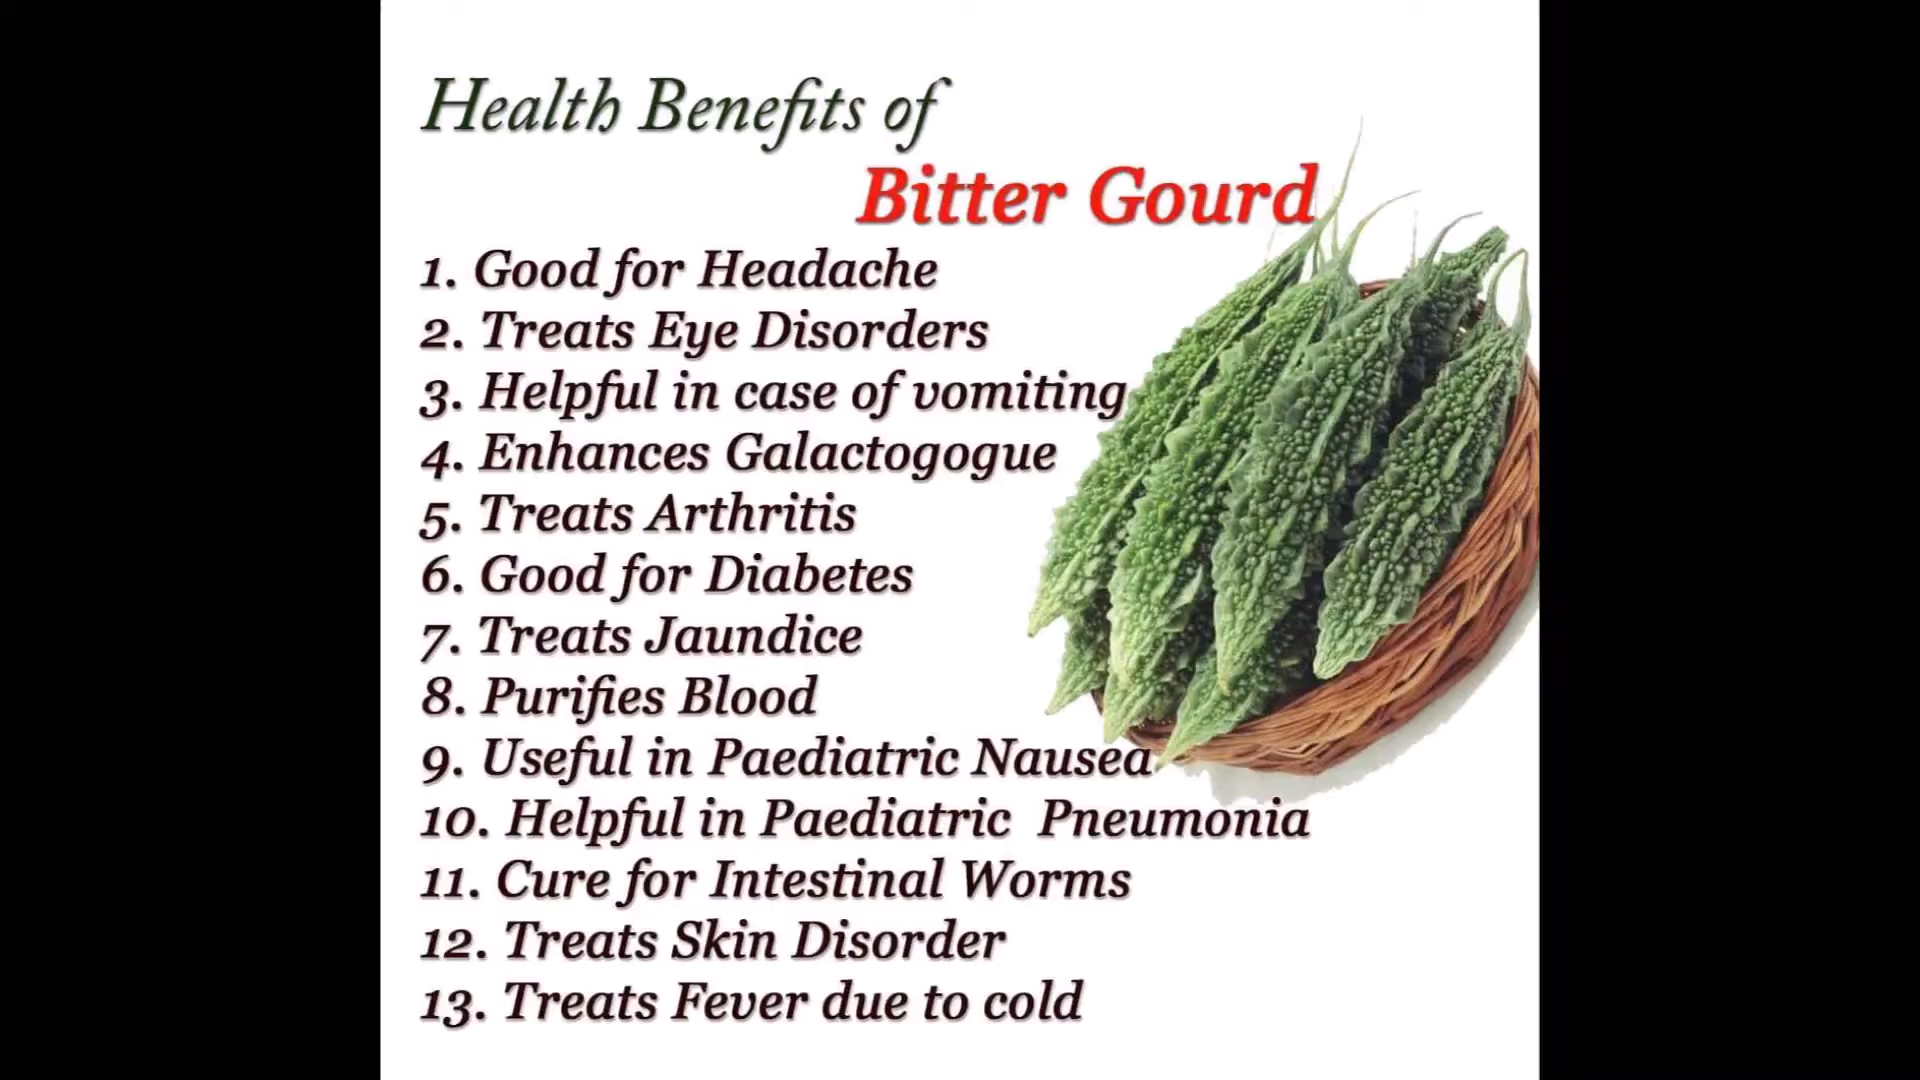 Health Benefits of
Bitter Gourd
1. Good for Headache
2. Treats Eye Disorders
3. Helpful in case of vomiting
4. Enhances Galactogogue
5. Treats Arthritis
6. Good for Diabetes
7. Treats Jaundice
8. Purifies Blood
9. Useful in Paediatric Nausea
10. Helpful in Paediatric Pneumonia
11. Cure for Intestinal Worms
12. Treats Skin Disorder
13. Treats Fever due to cold